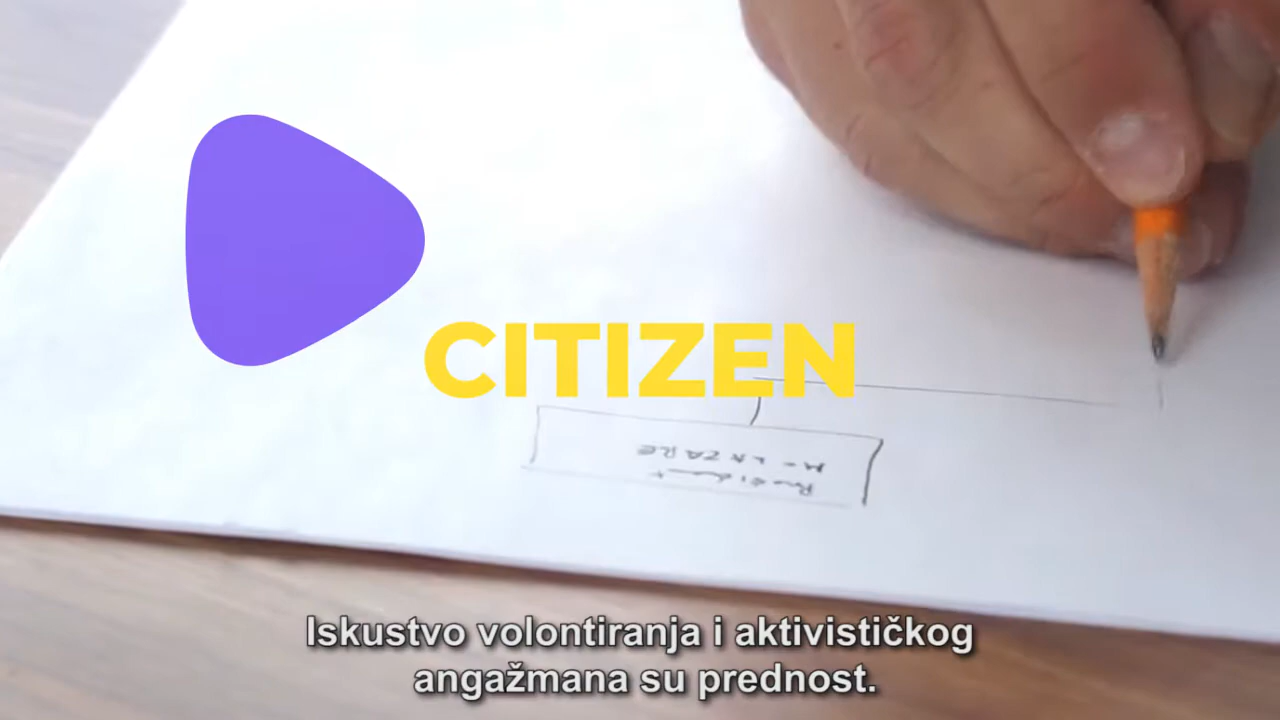 CITIZEN
Iskustvo volontiranja i aktivističkog
angažmana su prednost.